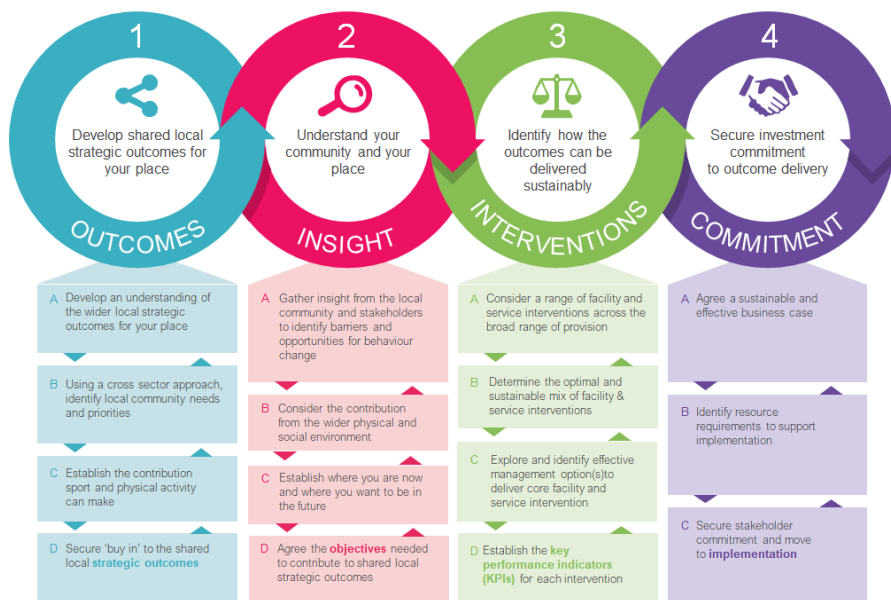 1
Develop shared local
strategic outcomes for
your place
OUTCOMES
2
Understand your
community and your
place
INSIGHT
3
Identify how the
outcomes can be
delivered
sustainably
INTERVENTIONS
4
Secure investment
commitment
to outcome delivery
COMMITMENT
A Develop an understanding of
the wider local strategic
outcomes for your place
B Using a cross sector approach,
identify local community needs
and priorities
C Establish the contribution
sport and physical activity
can make
D Secure ‘buy in’ to the shared
local strategic outcomes
A Gather insight from the local
community and stakeholders
to identify barriers and
opportunities for behaviour
change
B Consider the contribution
from the wider physical and
social environment
C Establish where you are now
and where you want to be in
the future
D Agree the objectives needed
to contribute to shared local
strategic outcomes
A Consider a range of facility and
service interventions across the
broad range of provision
B Determine the optimal and
sustainable mix of facility &
service interventions
C Explore and identify effective
management option(s)to
deliver core facility and
service intervention
D Establish the key
performance indicators
(KPIs) for each intervention
A Agree a sustainable and
effective business case
B Identify resource
requirements to support
implementation
C Secure stakeholder
commitment and move
to implementation